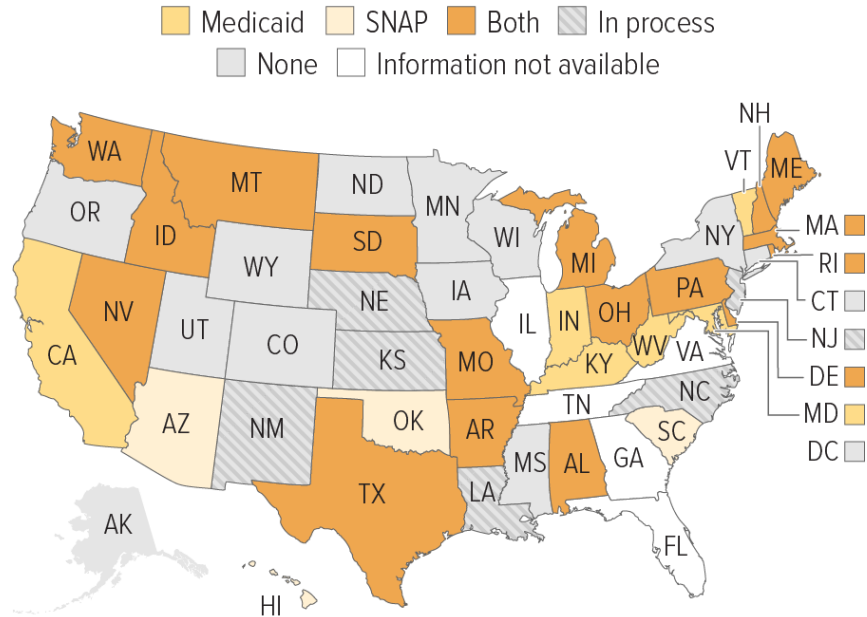 Medicaid SNAP Both In process
None Information not available
NH
VT
WA
ME
MT
ND
MN
OR
MA
NY
WI
ID
SD
RI
WY
MI
CT
PA
IA
NE
NV
OH
NJ
IL
IN
UT
WV
CO
VA
CA
KS
MO
KY
DE
NC
MD
TN
OK
AZ
NM
AR
SC
DC
MS
AL
GA
TX
LA
AK
FL
HI